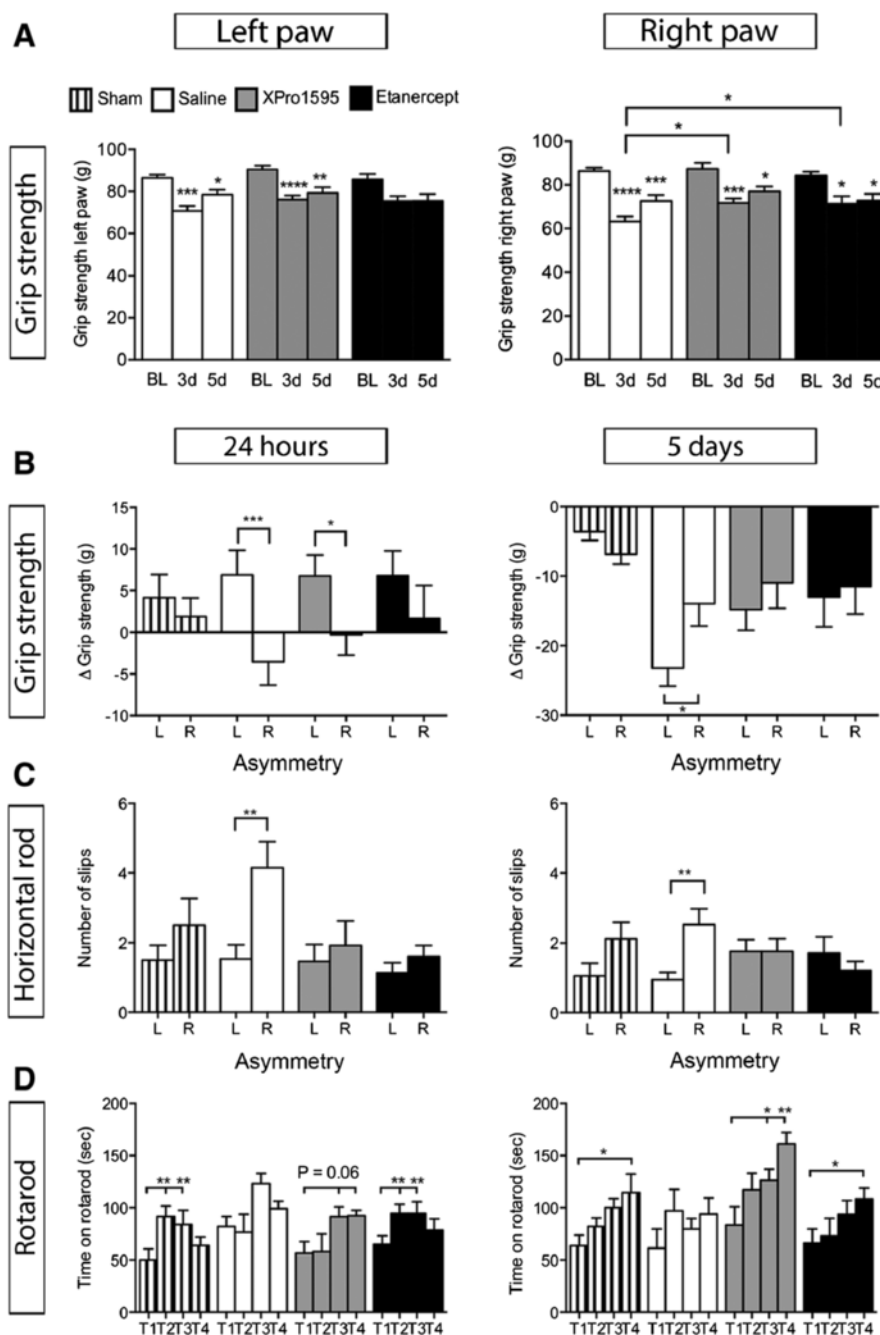 A
Left paw
Right paw
Sham Saline XPro1595 Etanercept
Grip strength
Grip strength left paw (g)
100
80
60
40
20
0
*** * **** **
BL 3d 5d BL 3d 5d BL 3d 5d
Grip strength right paw (g)
100
80
60
40
20
0
*
*
**** *** *** * * *
BL 3d 5d BL 3d 5d BL 3d 5d
B
24 hours
5 days
Grip strength
Δ Grip strength (g)
15
10
5
0
-5
-10
*** *
L R L R L R L R
Asymmetry
Δ Grip strength (g)
0
-10
-20
-30
*
L R L R L R L R
Asymmetry
C
Horizontal rod
Number of slips
6
4
2
0
**
L R L R L R L R
Asymmetry
Number of slips
6
4
2
0
**
L R L R L R L R
Asymmetry
D
Rotarod
Time on rotarod (sec)
200
150
100
50
0
** ** P = 0.06 ** **
T1T2T3T4 T1T2T3T4 T1T2T3T4 T1T2T3T4
Time on rotarod (sec)
200
150
100
50
0
* * ** *
T1T2T3T4 T1T2T3T4 T1T2T3T4 T1T2T3T4